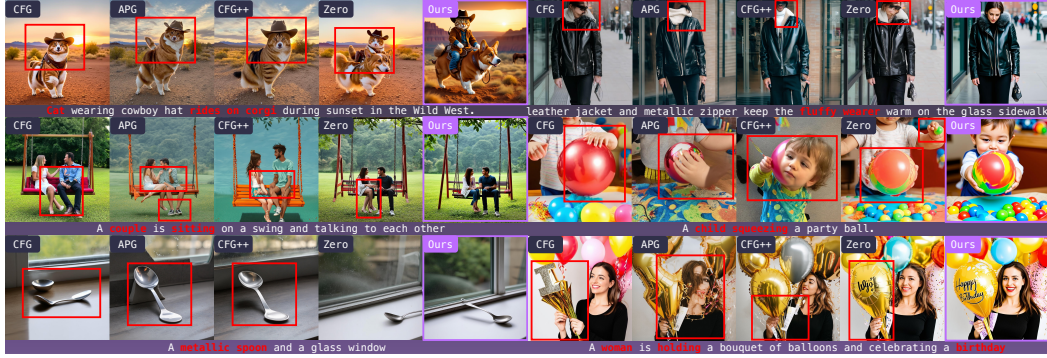 CFG APG CFG++ Zero Ours CFG APG CFG++ Zero Ours
Cat wearing cowboy hat rides on corgi during sunset in the Wild West.
leather jacket and metallic zipper keep the fluffy wearer warm on the glass sidewalk
CFG APG CFG++ Zero Ours CFG APG CFG++ Zero Ours
A couple is sitting on a swing and talking to each other
A child squeezing a party ball.
CFG APG CFG++ Zero Ours CFG APG CFG++ Zero Ours
Happy Birthday
A metallic spoon and a glass window
A woman is holding a bouquet of balloons and celebrating a birthday